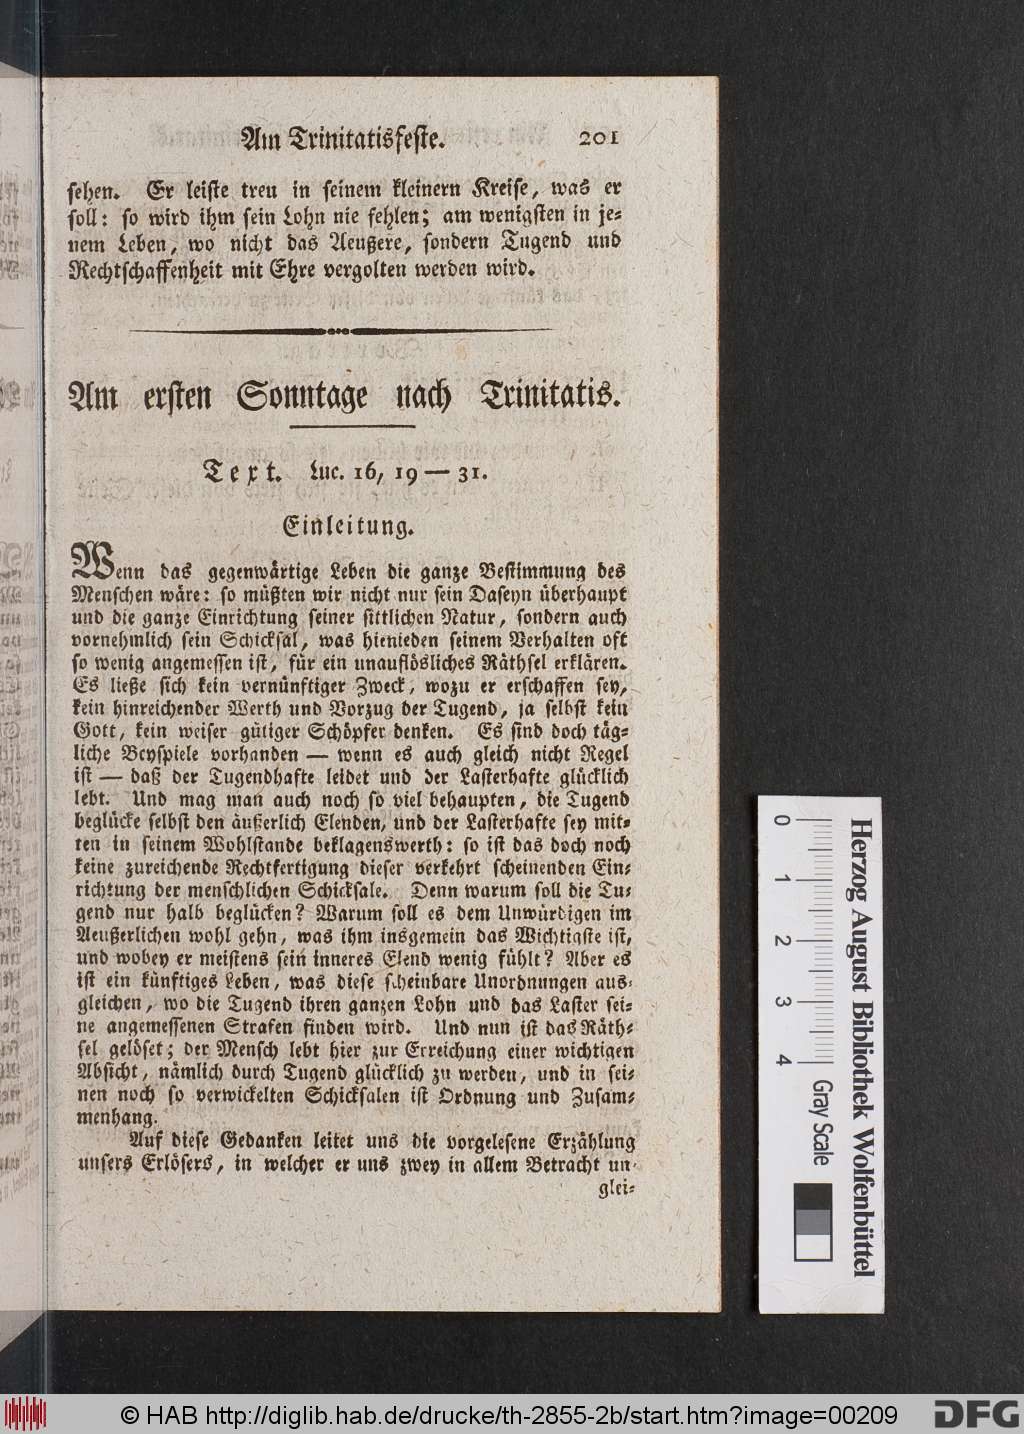 Am Trinitatisfeste. 201
sehen. Er leiste treu in seinem kleinern Kreise, was er
soll: so wird ihm sein Lohn nie fehlen; am wenigsten in je-
nem Leben, wo nicht das Aeußere, sondern Tugend und
Rechtschaffenheit mit Ehre vergolten werden wird.
Am ersten Sonntage nach Trinitatis.
Text. Luc. 16, 19 — 31.
Einleitung.
Wenn das gegenwärtige Leben die ganze Bestimmung des
Menschen wäre: so müßten wir nicht nur sein Daseyn überhaupt
und die ganze Einrichtung seiner sittlichen Natur, sondern auch
vornehmlich sein Schicksal, was hienieden seinem Verhalten oft
so wenig angemessen ist, für ein unauflösliches Räthsel erklären.
Es ließe sich kein vernünftiger Zweck, wozu er erschaffen sey,
kein hinreichender Werth und Vorzug der Tugend, ja selbst kein
Gott, kein weiser gütiger Schöpfer denken. Es sind doch täg-
liche Beyspiele vorhanden — wenn es auch gleich nicht Regel
ist — daß der Tugendhafte leidet und der Lasterhafte glücklich
lebt. Und mag man auch noch so viel behaupten, die Tugend
beglücke selbst den äußerlich Elenden, und der Lasterhafte sey mit-
ten in seinem Wohlstande beklagenswerth: so ist das doch noch
keine zureichende Rechtfertigung dieser verkehrt scheinenden Ein-
richtung der menschlichen Schicksale. Denn warum soll die Tu-
gend nur halb beglücken? Warum soll es dem Unwürdigen im
Aeußerlichen wohl gehn, was ihm insgemein das Wichtigste ist,
und wobey er meistens sein inneres Elend wenig fühlt? Aber es
ist ein künftiges Leben, was diese scheinbare Unordnungen aus-
gleichen, wo die Tugend ihren ganzen Lohn und das Laster sei-
ne angemessenen Strafen finden wird. Und nun ist das Räth-
sel gelöset; der Mensch lebt hier zur Erreichung einer wichtigen
Absicht, nämlich durch Tugend glücklich zu werden, und in sei-
nen noch so verwickelten Schicksalen ist Ordnung und Zusam-
menhang.
Auf diese Gedanken leitet uns die vorgelesene Erzählung
unsers Erlösers, in welcher er uns zwey in allem Betracht un-
glei-
0 1 2 3 4 Gray Scale
Herzog August Bibliothek Wolfenbüttel
© HAB http://diglib.hab.de/drucke/th-2855-2b/start.htm?image=00209
DFG